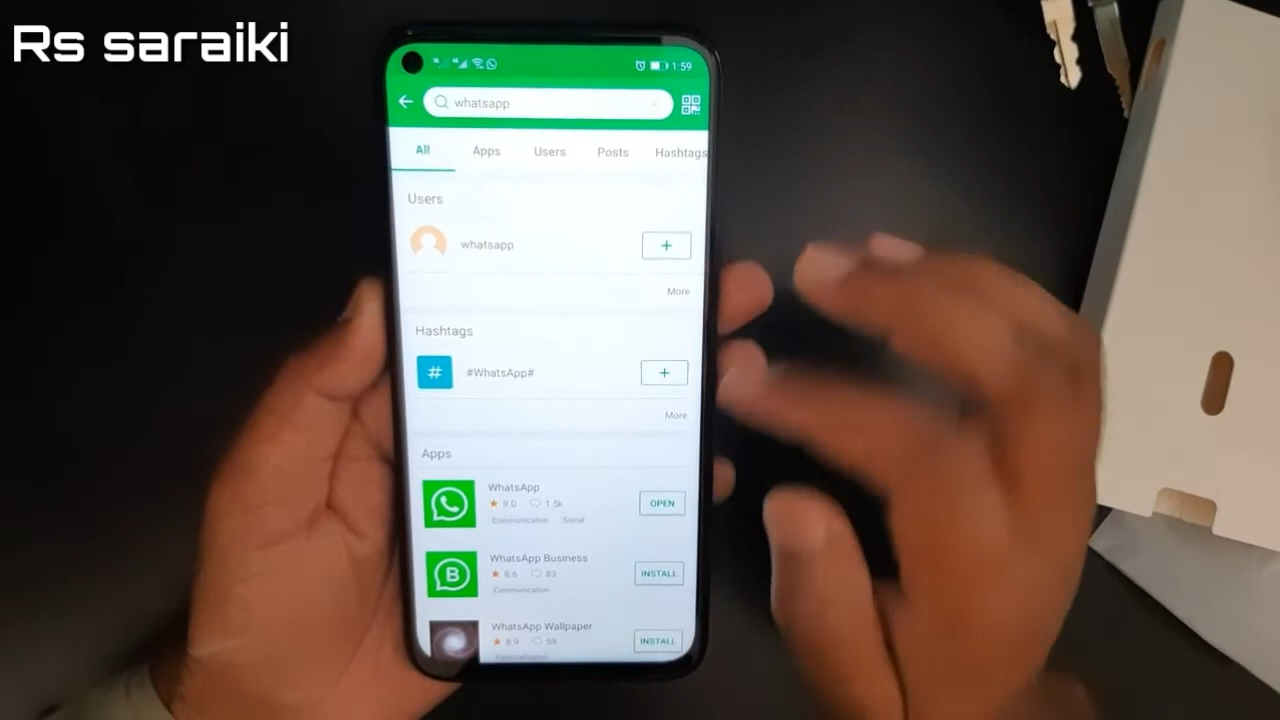 Rs saraiki
1:59
whatsapp
All Apps Users Posts Hashtags
Users
whatsapp
+
More
Hashtags
# #WhatsApp# +
More
Apps
WhatsApp
9.0 1.5k
OPEN
Communication Social
WhatsApp Business
B
8.6 83
INSTALL
Communication
WhatsApp Wallpaper
8.9 59
INSTALL
Personalization